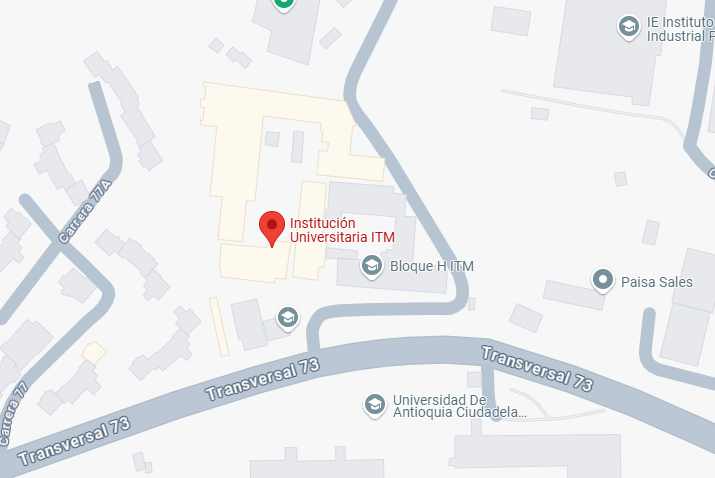 IE Instituto
Industrial P
Carrera 77A
Institución
Universitaria ITM
Bloque H ITM
Paisa Sales
Transversal 73
Transversal 73
Universidad De
Antioquia Ciudadela...
Carrera 77
Transversal 73